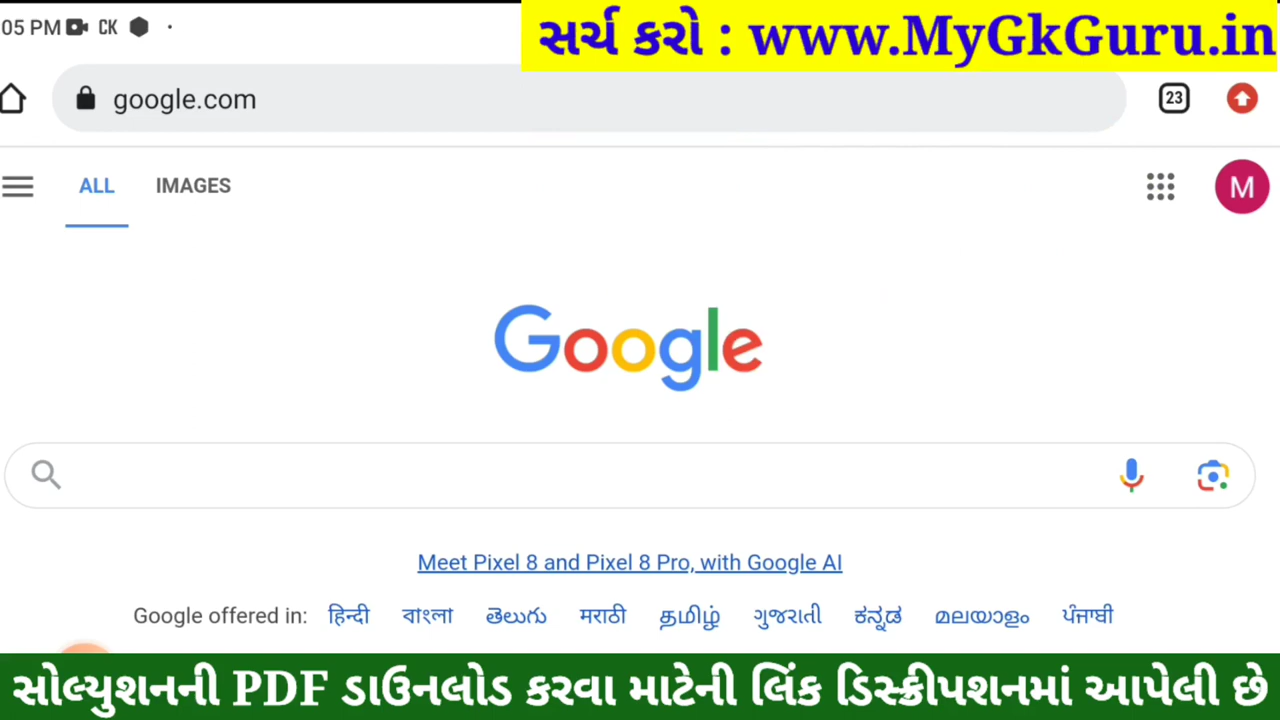 05 PM CK
સર્ચ કરો : www.MyGkGuru.in
google.com
23
ALL IMAGES
M
Google
Meet Pixel 8 and Pixel 8 Pro, with Google AI
Google offered in: हिन्दी বাংলা తెలుగు मराठी தமிழ் ગુજરાતી ಕನ್ನಡ മലയാളം ਪੰਜਾਬੀ
સોલ્યુશનની PDF ડાઉનલોડ કરવા માટેની લિંક ડિસ્ક્રીપશનમાં આપેલી છે